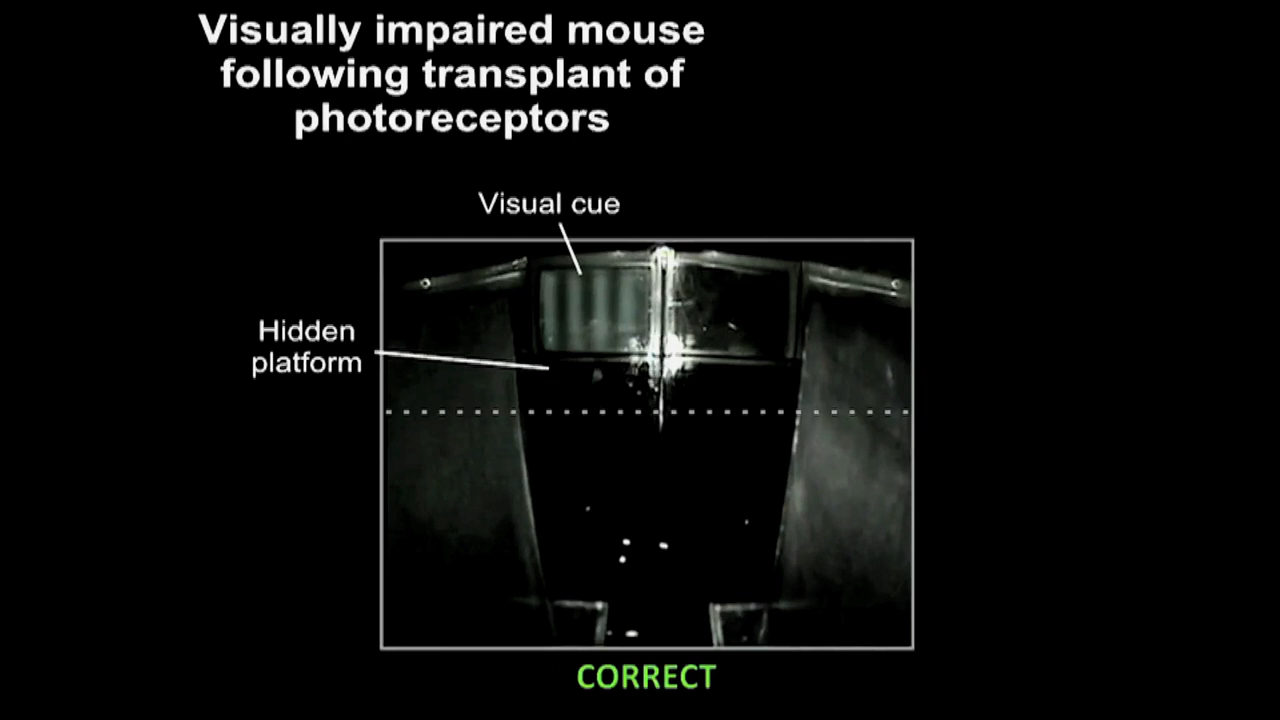 Visually impaired mouse
following transplant of
photoreceptors
Visual cue
Hidden
platform
CORRECT